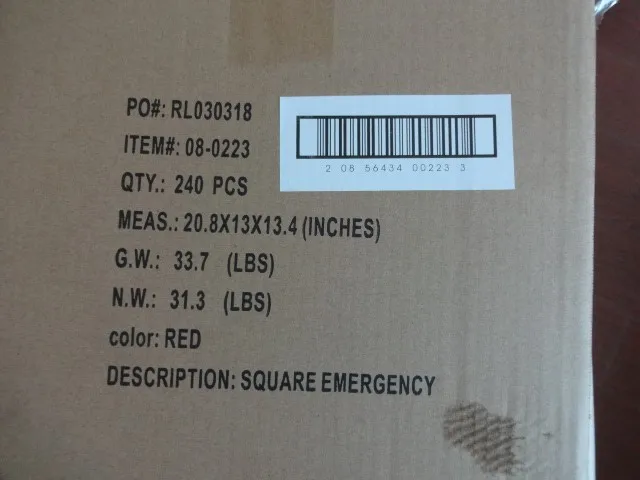 PO#: RL030318
ITEM#: 08-0223
QTY.: 240 PCS
MEAS.: 20.8X13X13.4 (INCHES)
G.W.: 33.7 (LBS)
N.W.: 31.3 (LBS)
color: RED
DESCRIPTION: SQUARE EMERGENCY
2 08 56434 00223 3